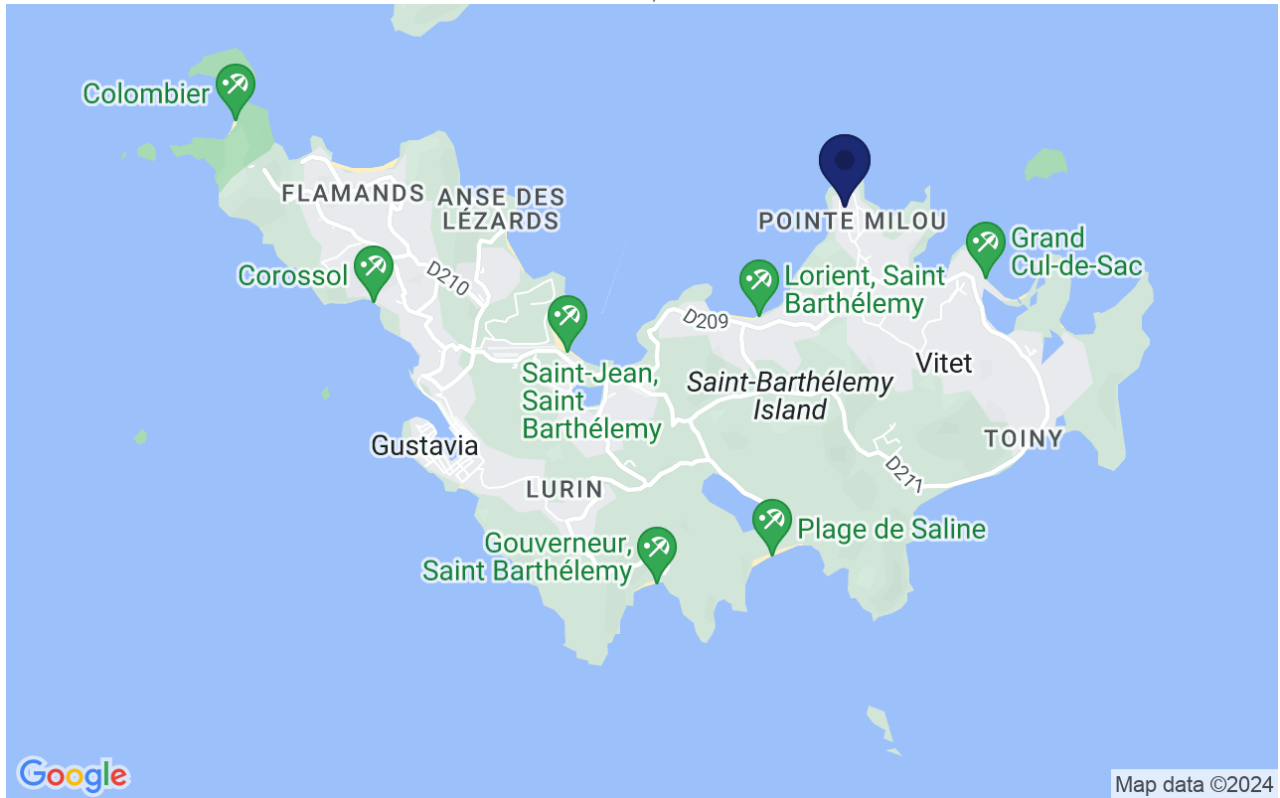 Colombier
FLAMANDS
ANSE DES
LÉZARDS
POINTE MILOU
Grand
Cul-de-Sac
Corossol
D210
Lorient, Saint
Barthélemy
D209
Saint-Jean,
Saint
Barthélemy
Saint-Barthélemy
Island
Vitet
Gustavia
TOINY
LURIN
D211
Gouverneur,
Saint Barthélemy
Plage de Saline
Google
Map data ©2024